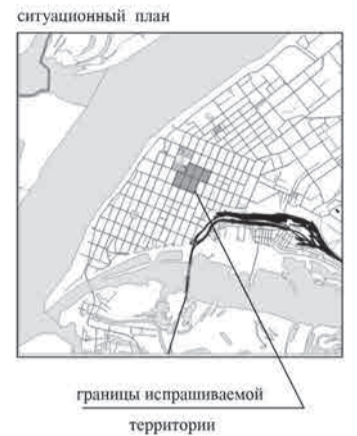 ситуационный план
границы испрашиваемой
территории